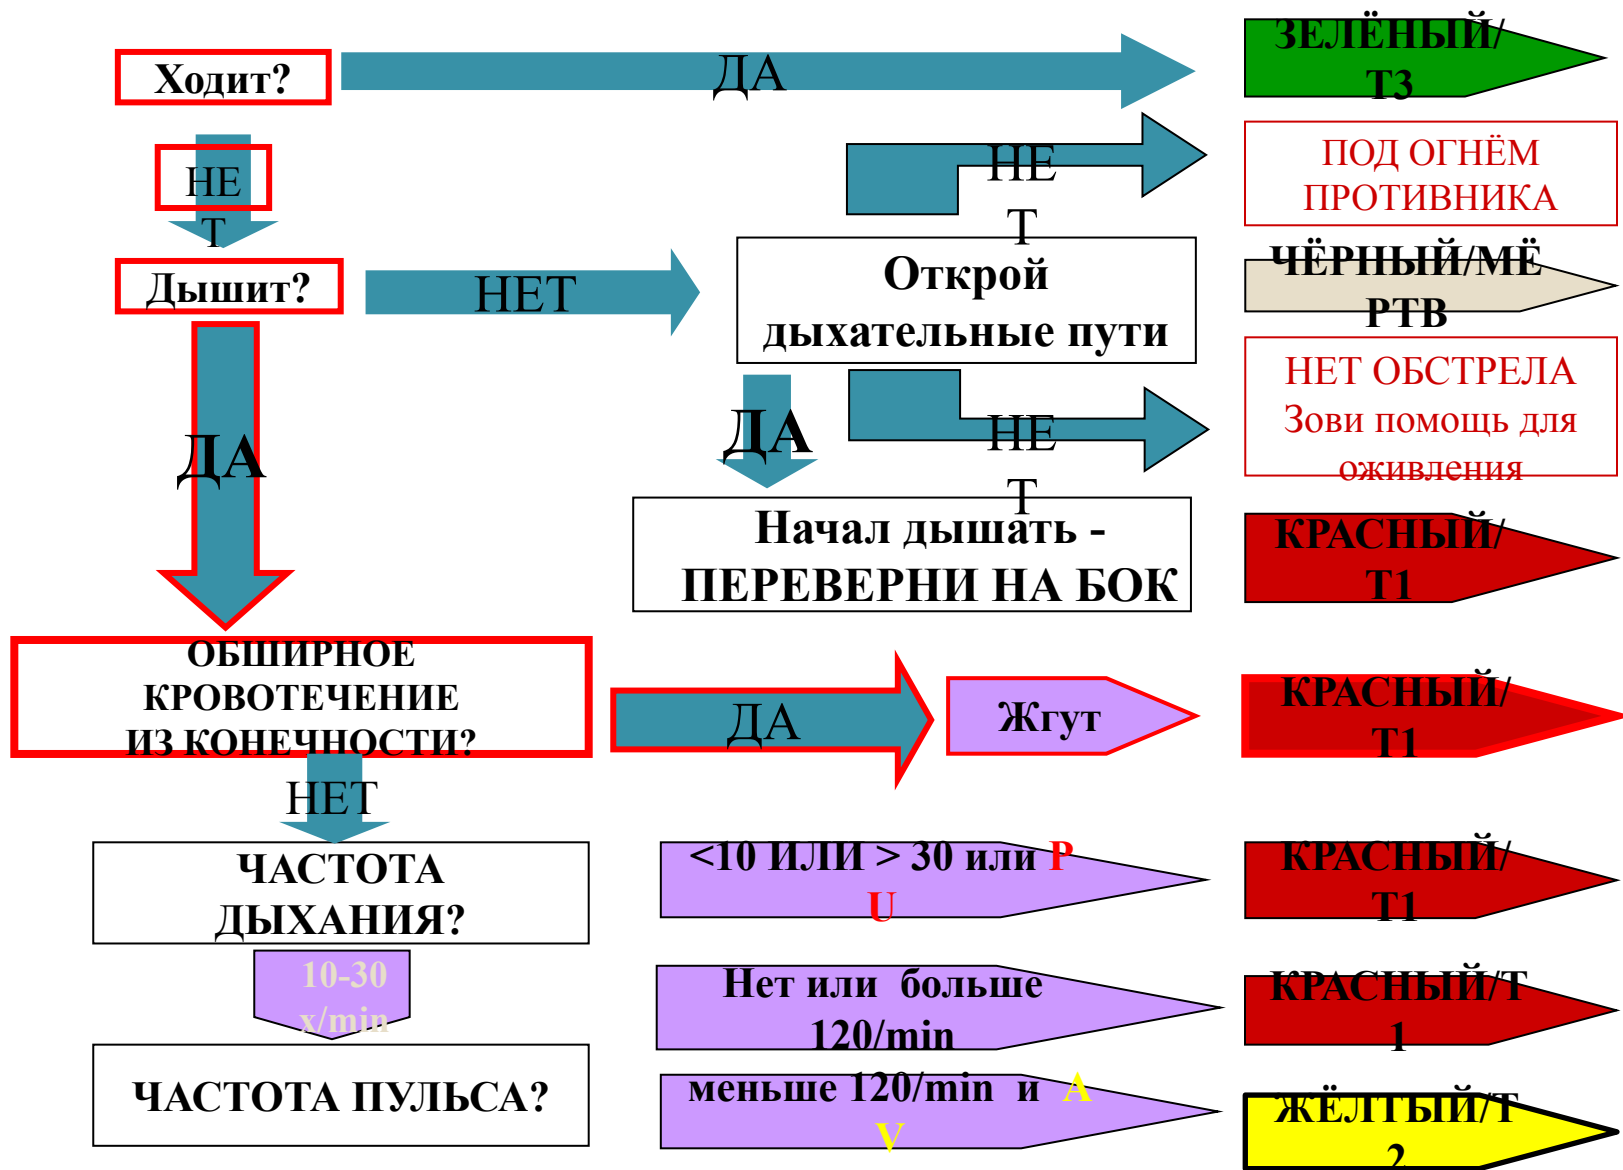 Ходит?
ДА
ЗЕЛЁНЫЙ/
Т3
НЕ
Т
НЕ
Т
ПОД ОГНЁМ
ПРОТИВНИКА
Дышит?
НЕТ
Открой
дыхательные пути
ЧЁРНЫЙ/МЁ
РТВ
ДА
ДА
НЕ
Т
НЕТ ОБСТРЕЛА
Зови помощь для
оживления
Начал дышать -
ПЕРЕВЕРНИ НА БОК
КРАСНЫЙ/
Т1
ОБШИРНОЕ
КРОВОТЕЧЕНИЕ
ИЗ КОНЕЧНОСТИ?
ДА
Жгут
КРАСНЫЙ/
Т1
НЕТ
ЧАСТОТА
ДЫХАНИЯ?
<10 ИЛИ > 30 или P
U
КРАСНЫЙ/
Т1
10-30
x/min
Нет или больше
120/min
КРАСНЫЙ/Т
1
ЧАСТОТА ПУЛЬСА?
меньше 120/min и A
V
ЖЁЛТЫЙ/Т
2